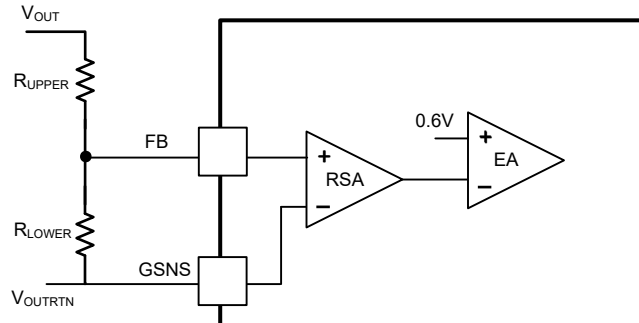 VOUT
RUPPER
FB
0.6V
+
EA
−
+
RSA
−
RLOWER
GSNS
VOUTRTN